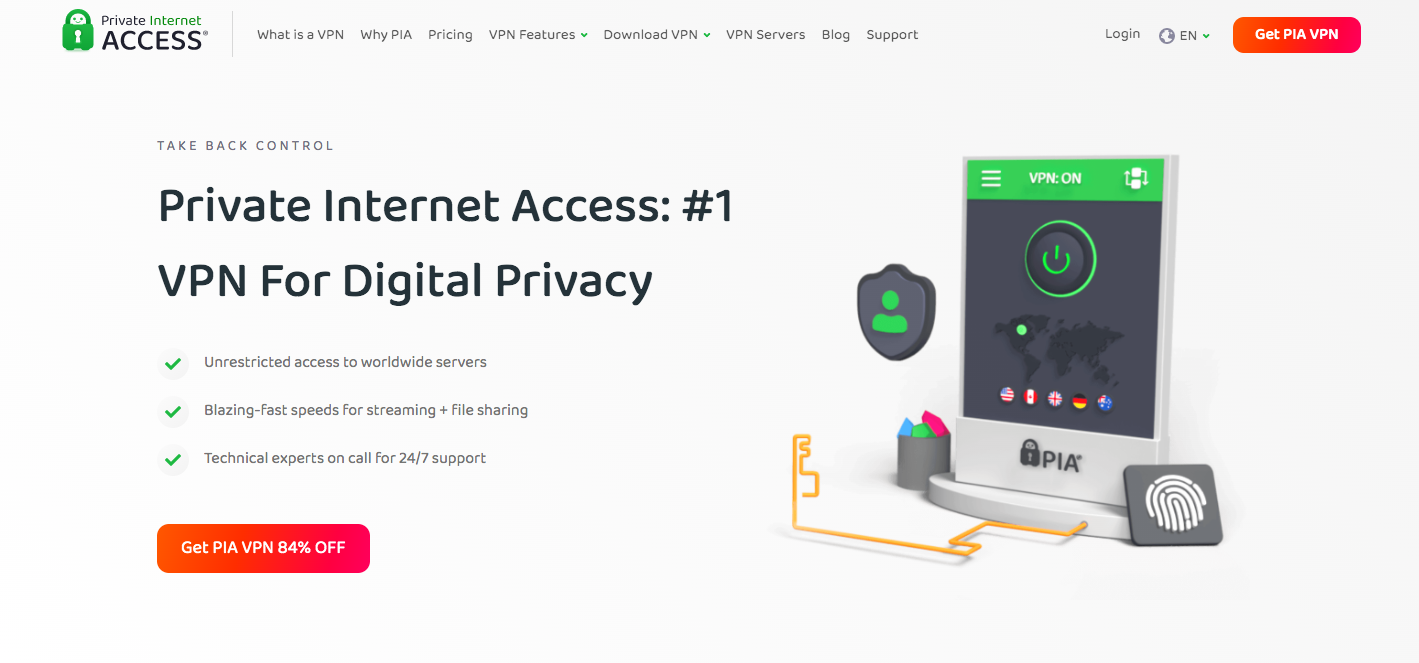 Private Internet
ACCESS®
What is a VPN
Why PIA
Pricing
VPN Features
Download VPN
VPN Servers
Blog
Support
Login
EN
Get PIA VPN
TAKE BACK CONTROL
Private Internet Access: #1
VPN For Digital Privacy
Unrestricted access to worldwide servers
Blazing-fast speeds for streaming + file sharing
Technical experts on call for 24/7 support
Get PIA VPN 84% OFF
VPN: ON
PIA®